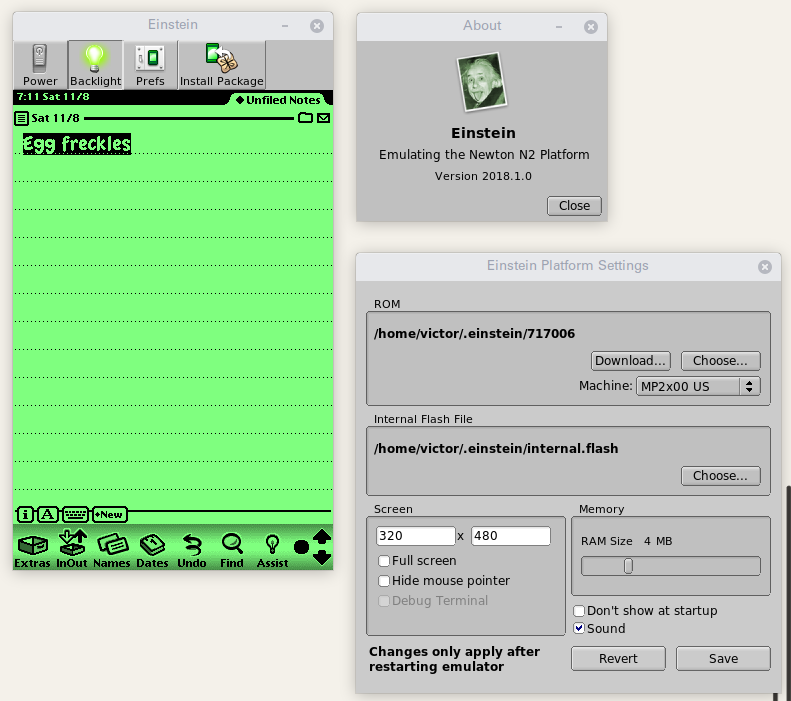 Einstein
Power
Backlight
Prefs
Install Package
7:11 Sat 11/8
◆Unfiled Notes
Sat 11/8
Egg freckles
i
A
◆New
Extras
InOut
Names
Dates
Undo
Find
Assist
About
Einstein
Emulating the Newton N2 Platform
Version 2018.1.0
Close
Einstein Platform Settings
ROM
/home/victor/.einstein/717006
Download...
Choose...
Machine: MP2x00 US
Internal Flash File
/home/victor/.einstein/internal.flash
Choose...
Screen
320 x 480
Full screen
Hide mouse pointer
Debug Terminal
Memory
RAM Size 4 MB
Don't show at startup
Sound
Changes only apply after
restarting emulator
Revert
Save